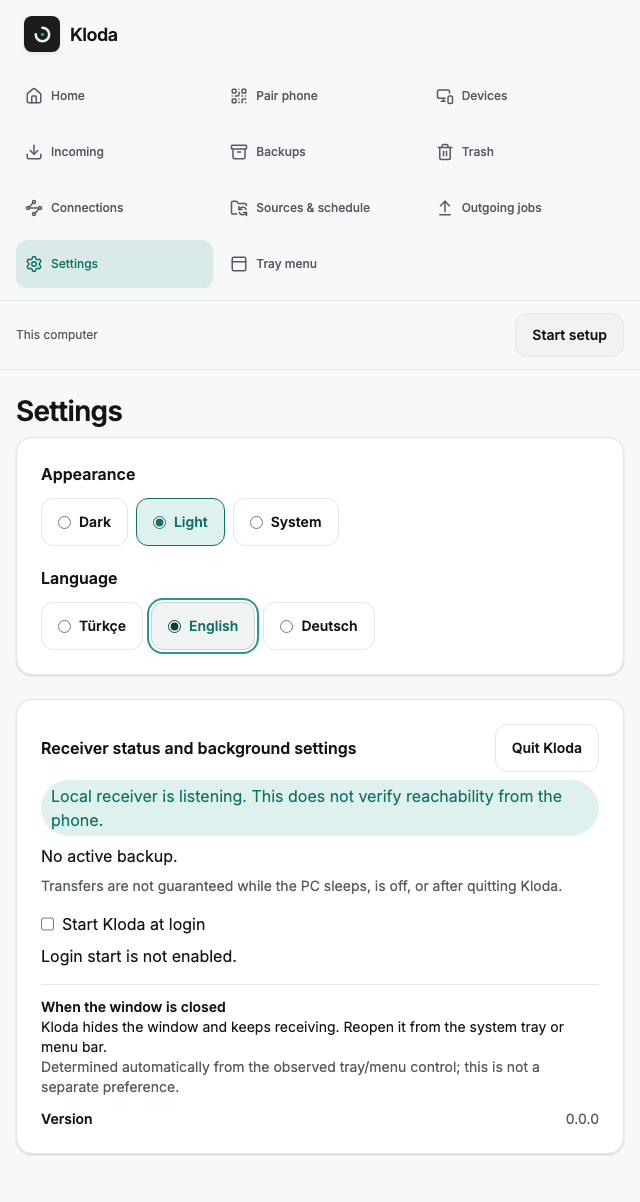 Kloda
Home
Pair phone
Devices
Incoming
Backups
Trash
Connections
Sources & schedule
Outgoing jobs
Settings
Tray menu
This computer
Start setup
Settings
Appearance
Dark
Light
System
Language
Türkçe
English
Deutsch
Receiver status and background settings
Quit Kloda
Local receiver is listening. This does not verify reachability from the
phone.
No active backup.
Transfers are not guaranteed while the PC sleeps, is off, or after quitting Kloda.
Start Kloda at login
Login start is not enabled.
When the window is closed
Kloda hides the window and keeps receiving. Reopen it from the system tray or
menu bar.
Determined automatically from the observed tray/menu control; this is not a
separate preference.
Version
0.0.0